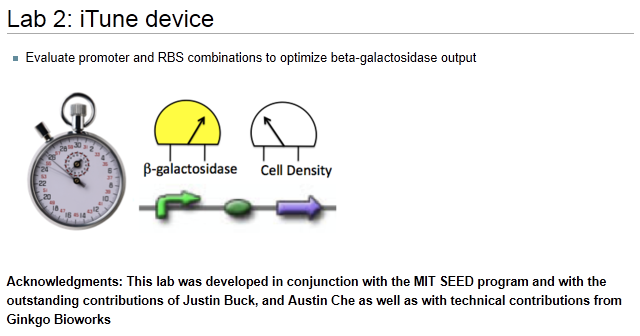 Lab 2: iTune device
Evaluate promoter and RBS combinations to optimize beta-galactosidase output
β-galactosidase
Cell Density
Acknowledgments: This lab was developed in conjunction with the MIT SEED program and with the
outstanding contributions of Justin Buck, and Austin Che as well as with technical contributions from
Ginkgo Bioworks